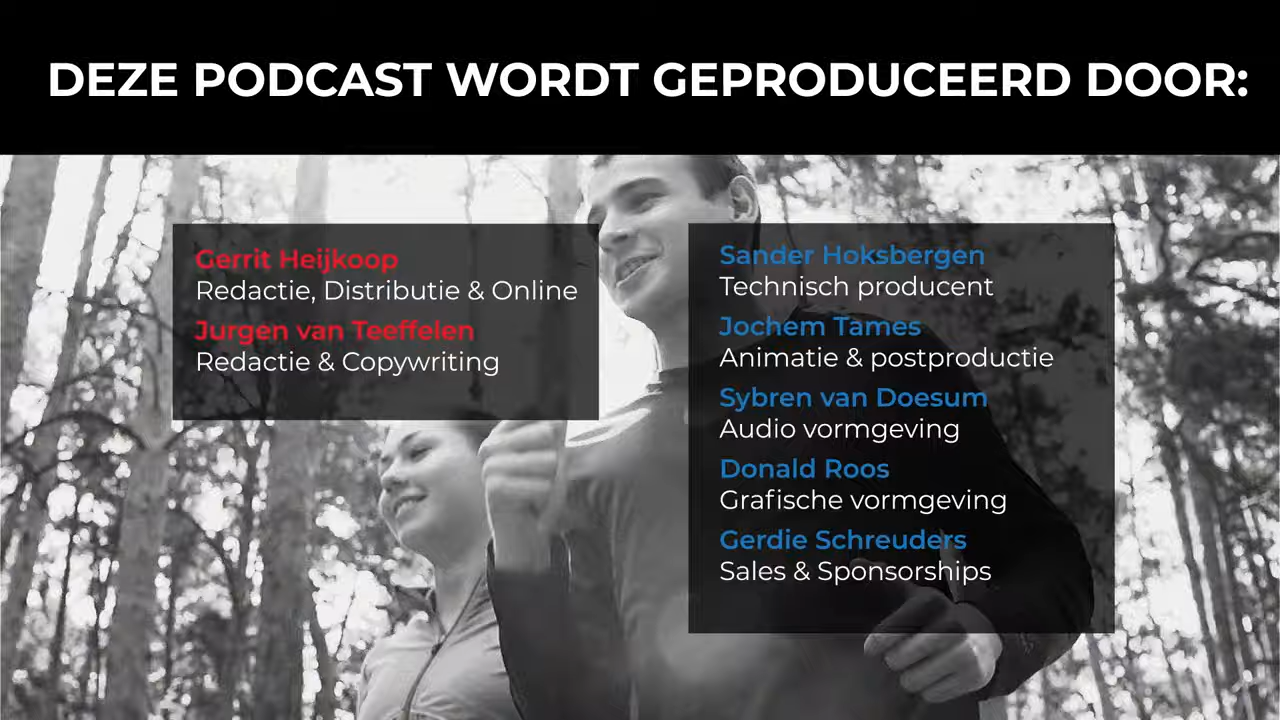 DEZE PODCAST WORDT GEPRODUCEERD DOOR:
Gerrit Heijkoop
Redactie, Distributie & Online
Jurgen van Teeffelen
Redactie & Copywriting
Sander Hoksbergen
Technisch producent
Jochem Tames
Animatie & postproductie
Sybren van Doesum
Audio vormgeving
Donald Roos
Grafische vormgeving
Gerdie Schreuders
Sales & Sponsorships